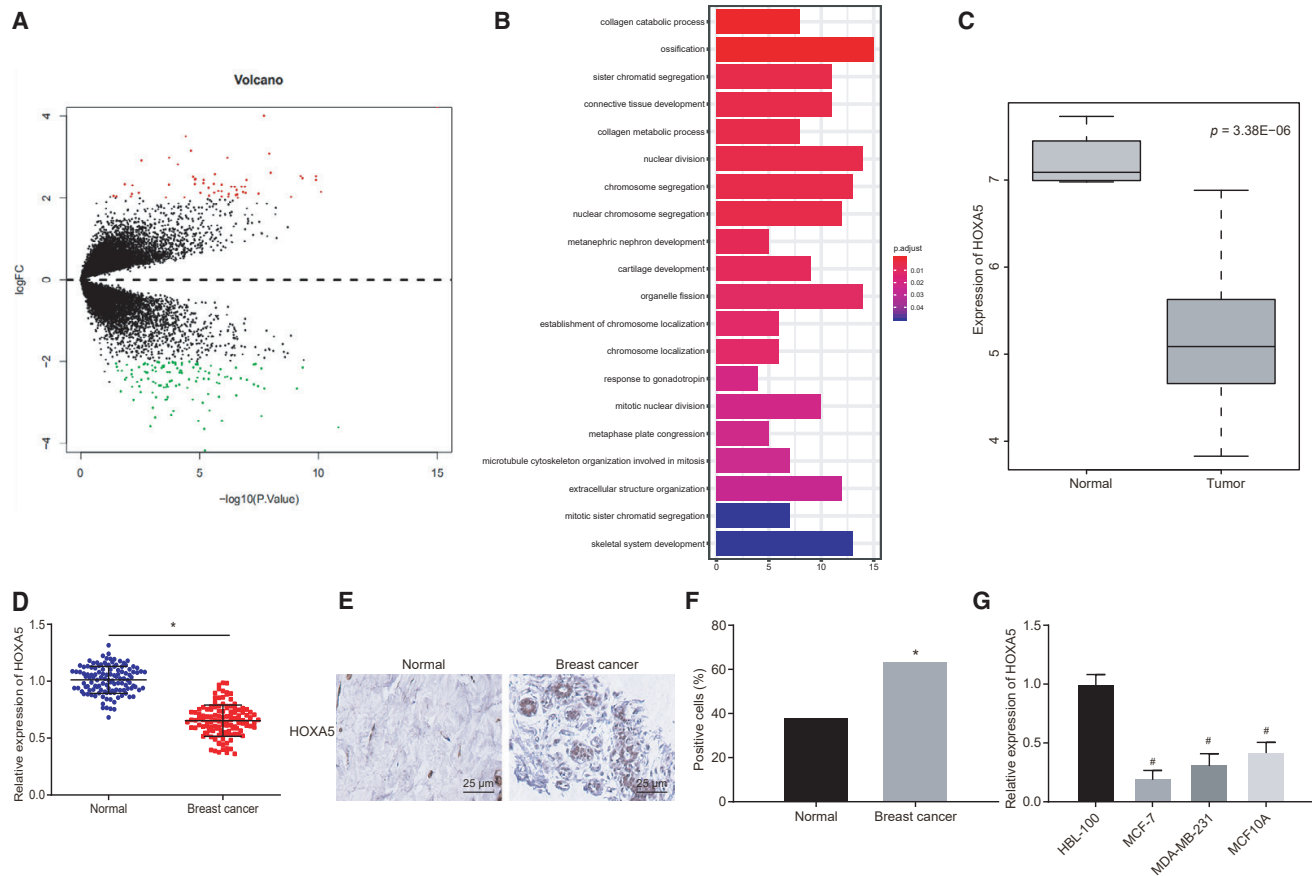 A
Volcano
4
2
0
−2
−4
logFC
0
5
10
15
−log10(P.Value)
B
collagen catabolic process
ossification
sister chromatid segregation
connective tissue development
collagen metabolic process
nuclear division
chromosome segregation
nuclear chromosome segregation
metanephric nephron development
cartilage development
organelle fission
establishment of chromosome localization
chromosome localization
response to gonadotropin
mitotic nuclear division
metaphase plate congression
microtubule cytoskeleton organization involved in mitosis
extracellular structure organization
mitotic sister chromatid segregation
skeletal system development
0
5
10
15
p.adjust
0.01
0.02
0.03
0.04
C
p = 3.38E−06
7
6
5
4
Expression of HOXA5
Normal
Tumor
D
1.5
1.0
0.5
0.0
Relative expression of HOXA5
*
Normal
Breast cancer
E
Normal
Breast cancer
HOXA5
25 µm
25 µm
F
80
60
40
20
0
Positive cells (%)
*
Normal
Breast cancer
G
1.5
1.0
0.5
0.0
Relative expression of HOXA5
#
#
#
HBL-100
MCF-7
MDA-MB-231
MCF10A